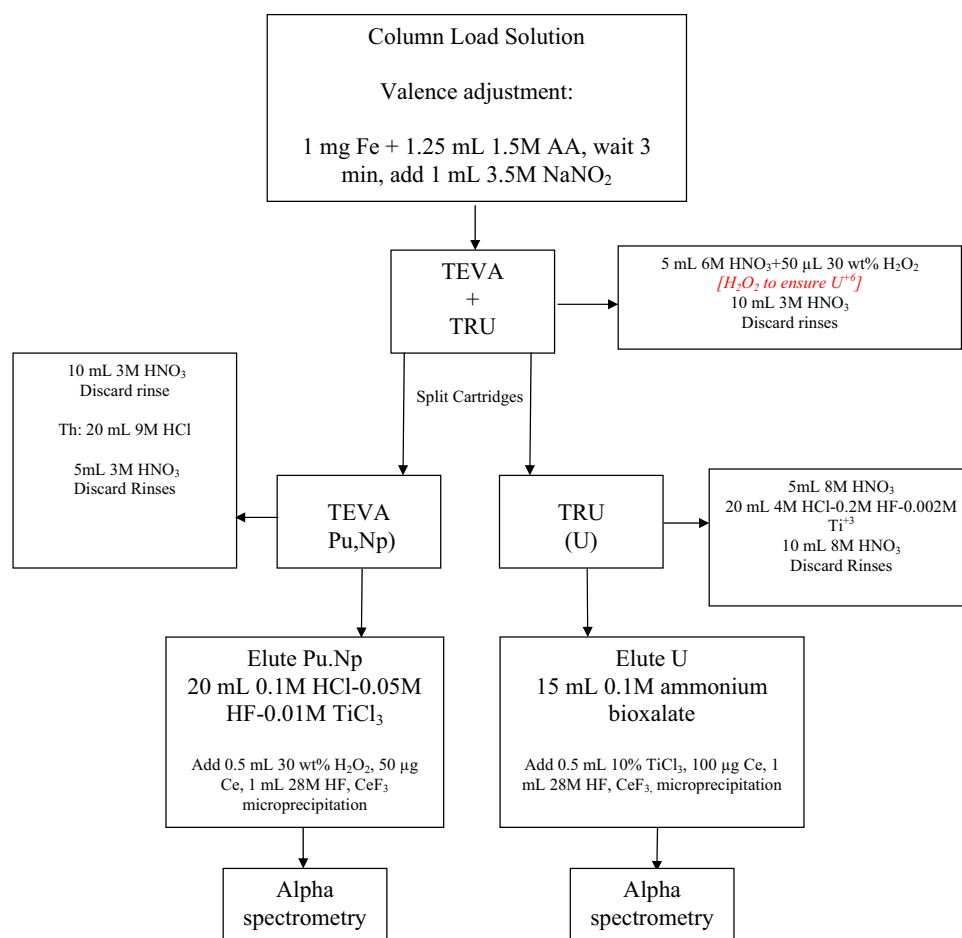 Column Load Solution
Valence adjustment:
1 mg Fe + 1.25 mL 1.5M AA, wait 3
min, add 1 mL 3.5M NaNO₂
TEVA
+
TRU
5 mL 6M HNO₃+50 µL 30 wt% H₂O₂
[H₂O₂ to ensure U⁺⁶]
10 mL 3M HNO₃
Discard rinses
Split Cartridges
10 mL 3M HNO₃
Discard rinse
Th: 20 mL 9M HCl
5mL 3M HNO₃
Discard Rinses
TEVA
Pu,Np)
TRU
(U)
5mL 8M HNO₃
20 mL 4M HCl-0.2M HF-0.002M
Ti⁺³
10 mL 8M HNO₃
Discard Rinses
Elute Pu.Np
20 mL 0.1M HCl-0.05M
HF-0.01M TiCl₃
Add 0.5 mL 30 wt% H₂O₂, 50 µg
Ce, 1 mL 28M HF, CeF₃
microprecipitation
Elute U
15 mL 0.1M ammonium
bioxalate
Add 0.5 mL 10% TiCl₃, 100 µg Ce, 1
mL 28M HF, CeF₃, microprecipitation
Alpha
spectrometry
Alpha
spectrometry